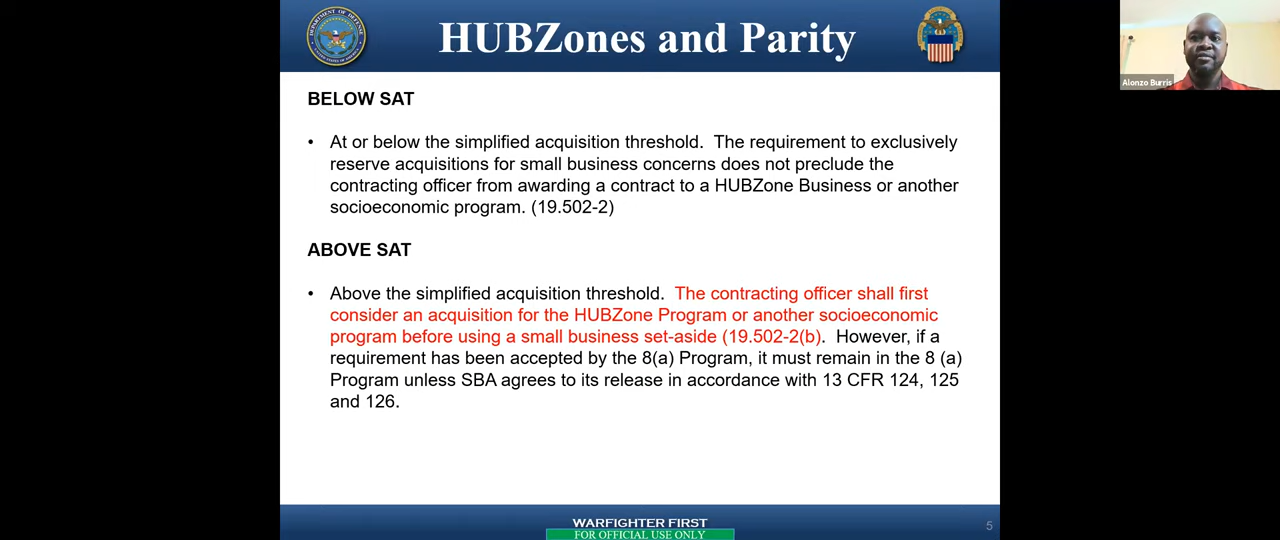 HUBZones and Parity
Alonzo Burris
BELOW SAT
• At or below the simplified acquisition threshold.  The requirement to exclusively
reserve acquisitions for small business concerns does not preclude the
contracting officer from awarding a contract to a HUBZone Business or another
socioeconomic program. (19.502-2)
ABOVE SAT
• Above the simplified acquisition threshold.  The contracting officer shall first
consider an acquisition for the HUBZone Program or another socioeconomic
program before using a small business set-aside (19.502-2(b).  However, if a
requirement has been accepted by the 8(a) Program, it must remain in the 8 (a)
Program unless SBA agrees to its release in accordance with 13 CFR 124, 125
and 126.
WARFIGHTER FIRST
FOR OFFICIAL USE ONLY
5